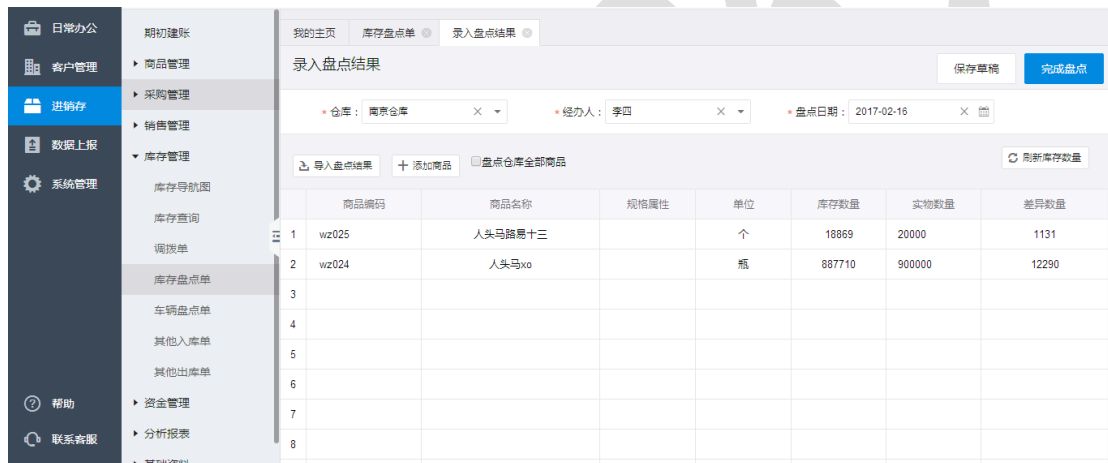 日常办公
客户管理
进销存
数据上报
系统管理
帮助
联系客服
期初建账
商品管理
采购管理
销售管理
库存管理
库存导航图
库存查询
调拨单
库存盘点单
车辆盘点单
其他入库单
其他出库单
资金管理
分析报表
我的主页 库存盘点单 录入盘点结果
录入盘点结果 保存草稿 完成盘点
* 仓库： 南京仓库 * 经办人： 李四 * 盘点日期： 2017-02-16
导入盘点结果 添加商品 盘点仓库全部商品 刷新库存数量
商品编码 商品名称 规格属性 单位 库存数量 实物数量 差异数量
1 wz025 人头马路易十三 个 18869 20000 1131
2 wz024 人头马xo 瓶 887710 900000 12290
3
4
5
6
7
8